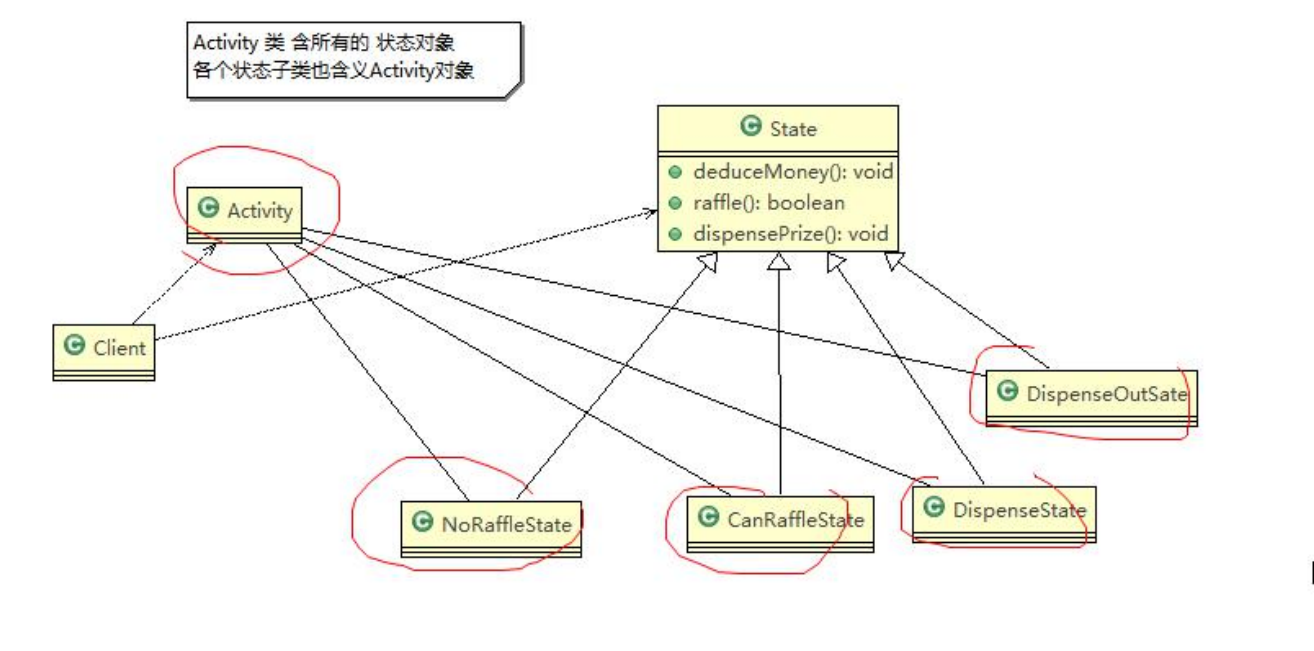 Activity 类 含所有的 状态对象
各个状态子类也含义Activity对象
State
deduceMoney(): void
raffle(): boolean
dispensePrize(): void
Activity
Client
DispenseOutSate
NoRaffleState
CanRaffleState
DispenseState